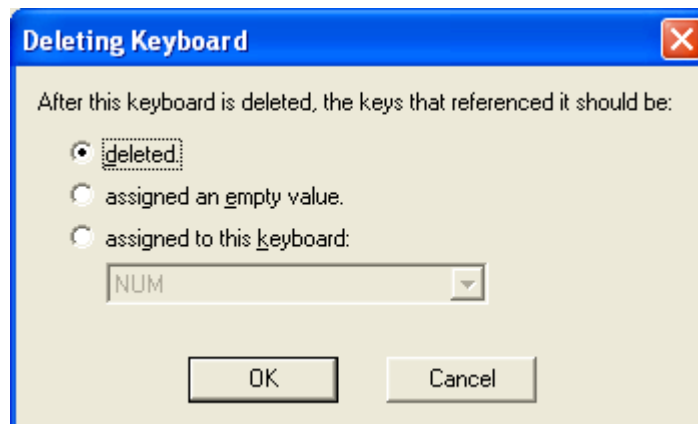 Deleting Keyboard
After this keyboard is deleted, the keys that referenced it should be:
deleted.
assigned an empty value.
assigned to this keyboard:
NUM
OK
Cancel